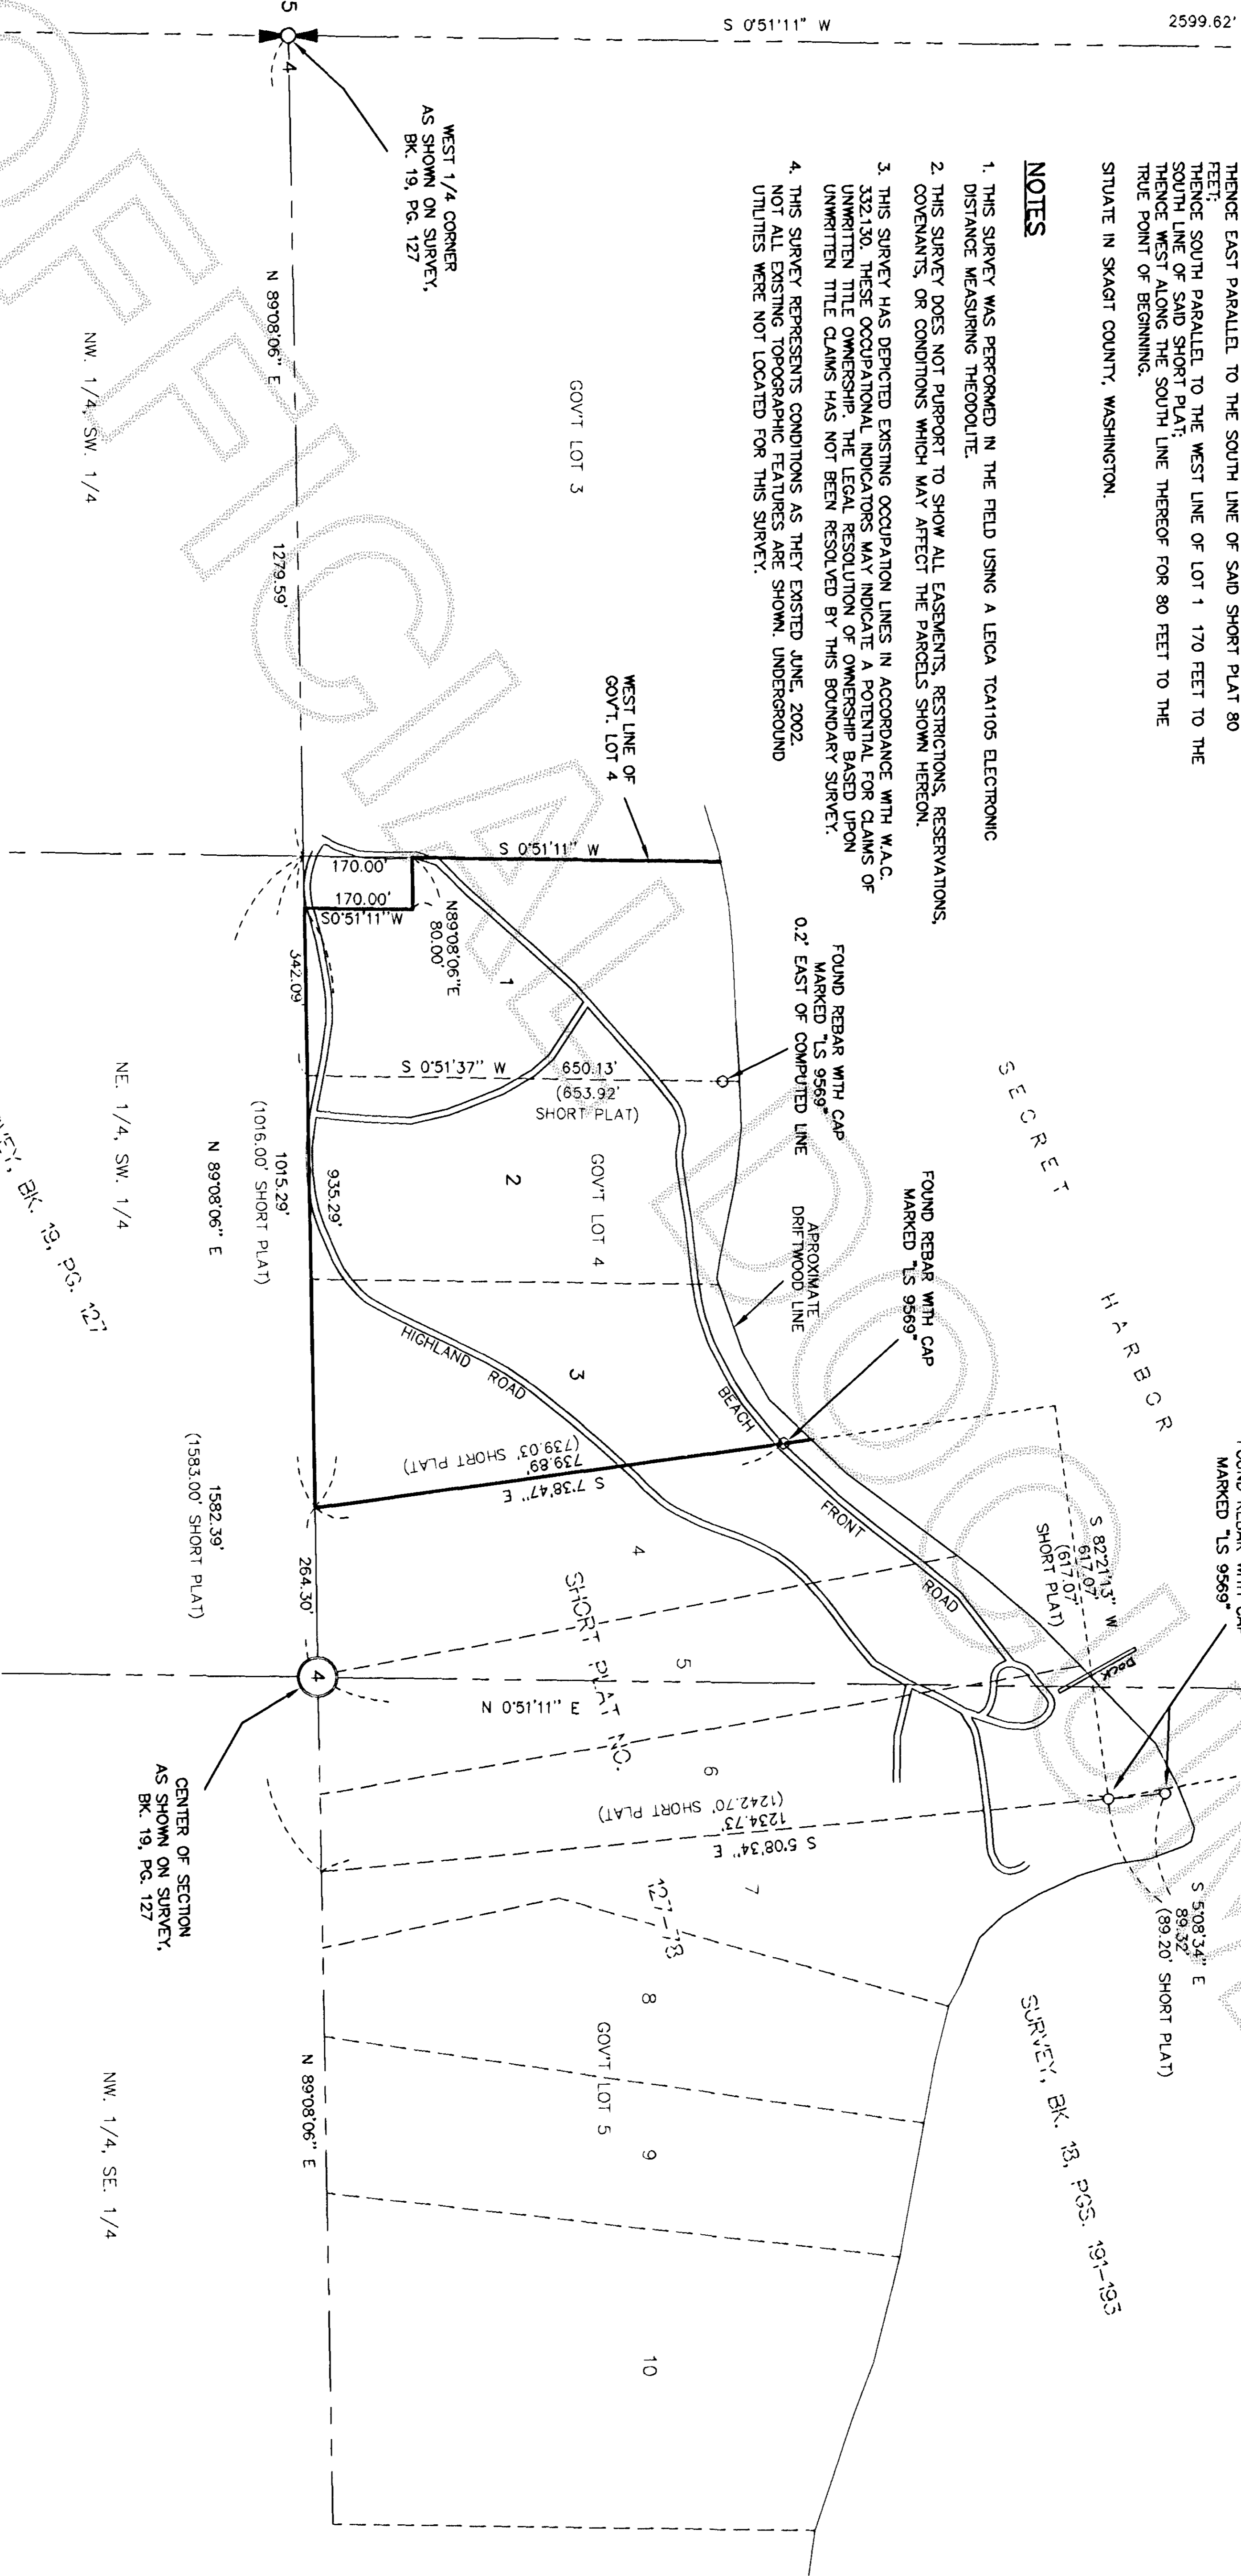 THENCE EAST PARALLEL TO THE SOUTH LINE OF SAID SHORT PLAT 80
FEET;
THENCE SOUTH PARALLEL TO THE WEST LINE OF LOT 1 170 FEET TO THE
SOUTH LINE OF SAID SHORT PLAT;
THENCE WEST ALONG THE SOUTH LINE THEREOF FOR 80 FEET TO THE
TRUE POINT OF BEGINNING.
SITUATE IN SKAGIT COUNTY, WASHINGTON.
NOTES
1. THIS SURVEY WAS PERFORMED IN THE FIELD USING A LEICA TCA1105 ELECTRONIC
DISTANCE MEASURING THEODOLITE.
2. THIS SURVEY DOES NOT PURPORT TO SHOW ALL EASEMENTS, RESTRICTIONS, RESERVATIONS,
COVENANTS, OR CONDITIONS WHICH MAY AFFECT THE PARCELS SHOWN HEREON.
3. THIS SURVEY HAS DEPICTED EXISTING OCCUPATION LINES IN ACCORDANCE WITH W.A.C.
332.130. THESE OCCUPATIONAL INDICATORS MAY INDICATE A POTENTIAL FOR CLAIMS OF
UNWRITTEN TITLE OWNERSHIP. THE LEGAL RESOLUTION OF OWNERSHIP BASED UPON
UNWRITTEN TITLE CLAIMS HAS NOT BEEN RESOLVED BY THIS BOUNDARY SURVEY.
4. THIS SURVEY REPRESENTS CONDITIONS AS THEY EXISTED JUNE, 2002.
NOT ALL EXISTING TOPOGRAPHIC FEATURES ARE SHOWN. UNDERGROUND
UTILITIES WERE NOT LOCATED FOR THIS SURVEY.
2599.62'
S 0°51'11" W
5
4
WEST 1/4 CORNER
AS SHOWN ON SURVEY,
BK. 19, PG. 127
N 89°08'06" E
1279.59'
NW. 1/4, SW. 1/4
GOV'T LOT 3
WEST LINE OF
GOV'T. LOT 4
S 0°51'11" W
170.00'
170.00'
S0°51'11"W
N89°08'06"E
80.00'
342.09'
1
S 0°51'37" W
650.13'
(653.92'
SHORT PLAT)
FOUND REBAR WITH CAP
MARKED "LS 9569"
0.2' EAST OF COMPUTED LINE
SECRET
HARBOR
GOV'T LOT 4
2
935.29'
1015.29'
(1016.00' SHORT PLAT)
N 89°08'06" E
NE. 1/4, SW. 1/4
BK. 19, PG. 127
APROXIMATE
DRIFTWOOD LINE
FOUND REBAR WITH CAP
MARKED "LS 9569"
HIGHLAND
ROAD
3
BEACH
FRONT
ROAD
S 7°38'47" E
739.89'
(739.03' SHORT PLAT)
1582.39'
(1583.00' SHORT PLAT)
264.30'
4
SHORT PLAT NO.
127-78
5
S 82°21'13" W
617.07'
(617.07'
SHORT PLAT)
MARKED "LS 9569"
DOCK
4
N 0°51'11" E
CENTER OF SECTION
AS SHOWN ON SURVEY,
BK. 19, PG. 127
6
S 5°08'34" E
1234.73'
(1242.70' SHORT PLAT)
S 5°08'34" E
89.32'
(89.20' SHORT PLAT)
7
SURVEY, BK. 18, PGS. 191-193
8
GOV'T LOT 5
9
N 89°08'06" E
NW. 1/4, SE. 1/4
10